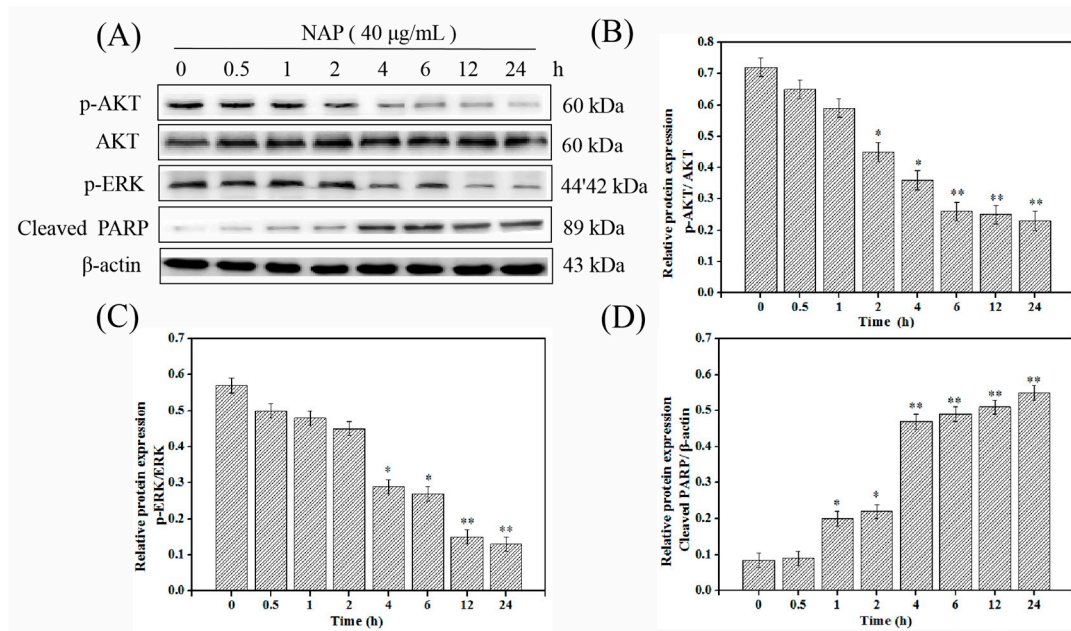 (A)
NAP ( 40 μg/mL )
0 0.5 1 2 4 6 12 24 h
p-AKT 60 kDa
AKT 60 kDa
p-ERK 44'42 kDa
Cleaved PARP 89 kDa
β-actin 43 kDa
(B)
Relative protein expression
p-AKT/AKT
0.8
0.7
0.6
0.5
0.4
0.3
0.2
0.1
0.0
* * ** ** **
0 0.5 1 2 4 6 12 24
Time (h)
(C)
Relative protein expression
p-ERK/ERK
0.7
0.6
0.5
0.4
0.3
0.2
0.1
0.0
* * ** **
0 0.5 1 2 4 6 12 24
Time (h)
(D)
Relative protein expression
Cleaved PARP/β-actin
0.7
0.6
0.5
0.4
0.3
0.2
0.1
0.0
* * ** ** ** **
0 0.5 1 2 4 6 12 24
Time (h)